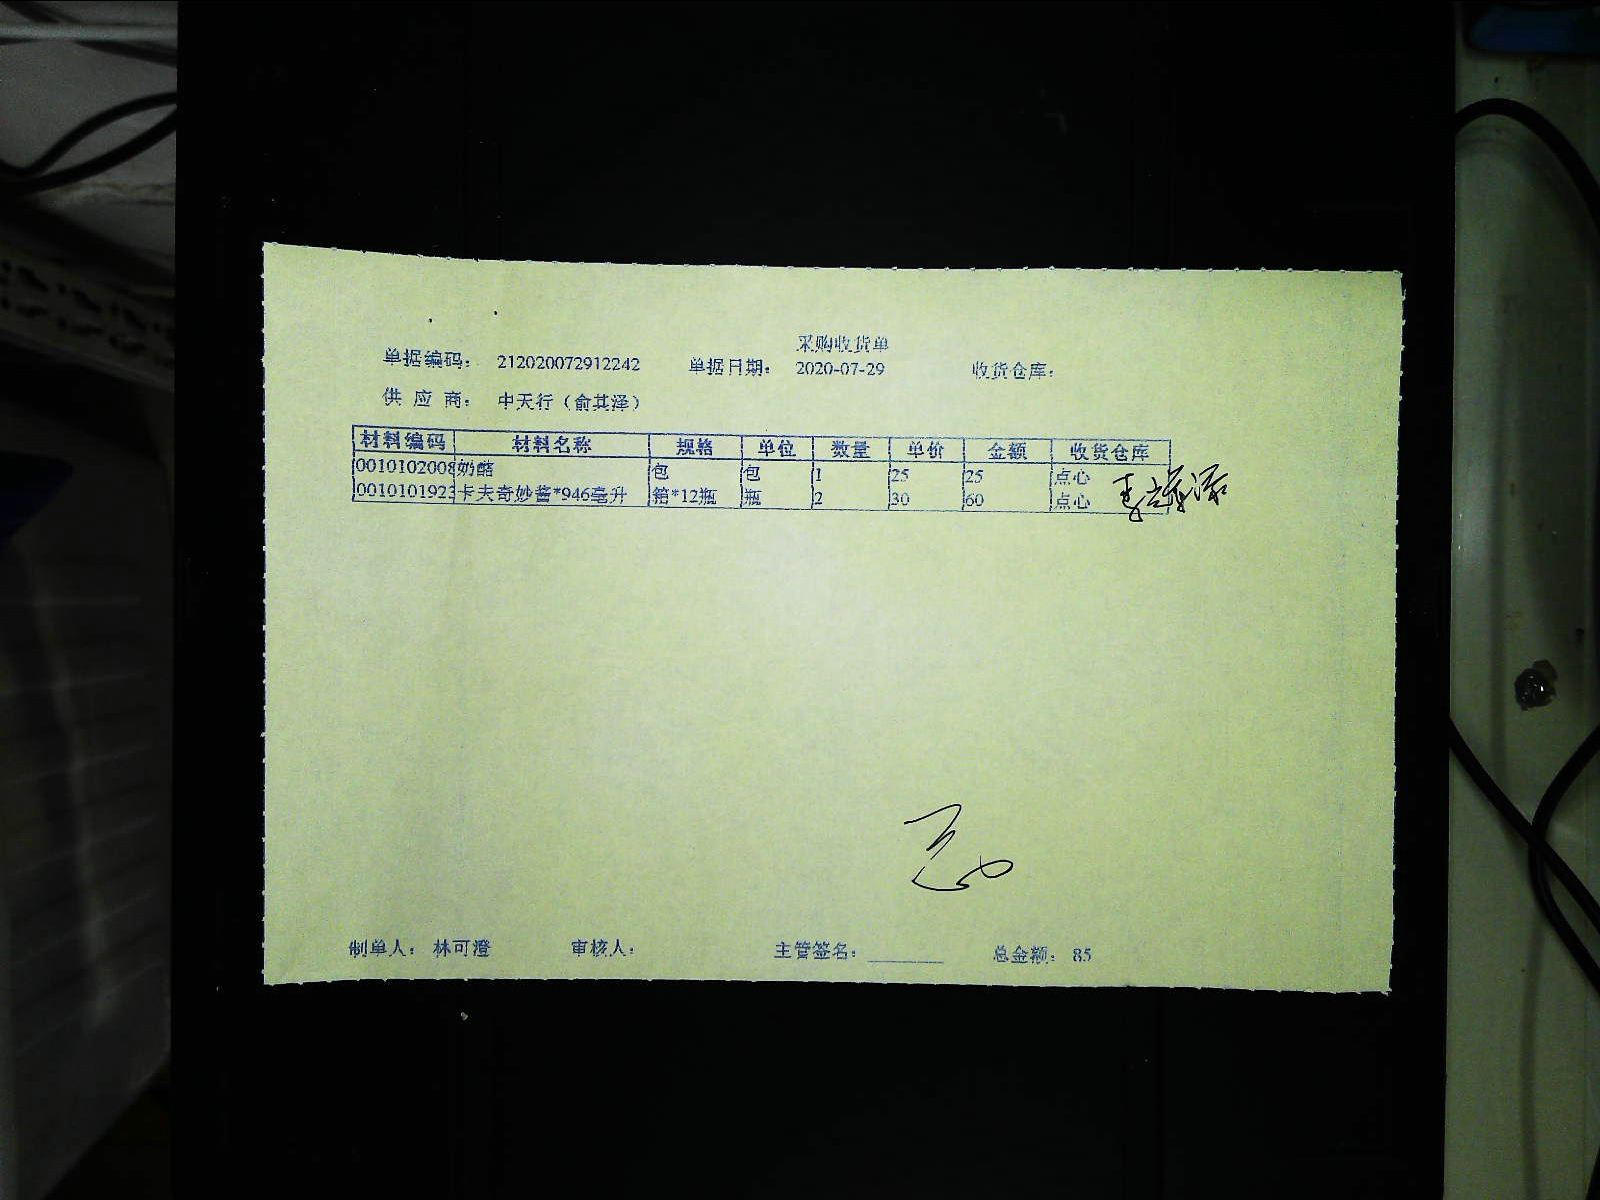 采购收货单
单据编码： 212020072912242 单据日期： 2020-07-29 收货仓库：
供 应 商： 中天行（俞其泽）
材料编码 材料名称 规格 单位 数量 单价 金额 收货仓库
0010102008 奶酪 包 包 1 25 25 点心
0010101923 卡夫奇妙酱*946毫升 箱*12瓶 瓶 2 30 60 点心
制单人： 林可澄 审核人： 主管签名： 总金额： 85